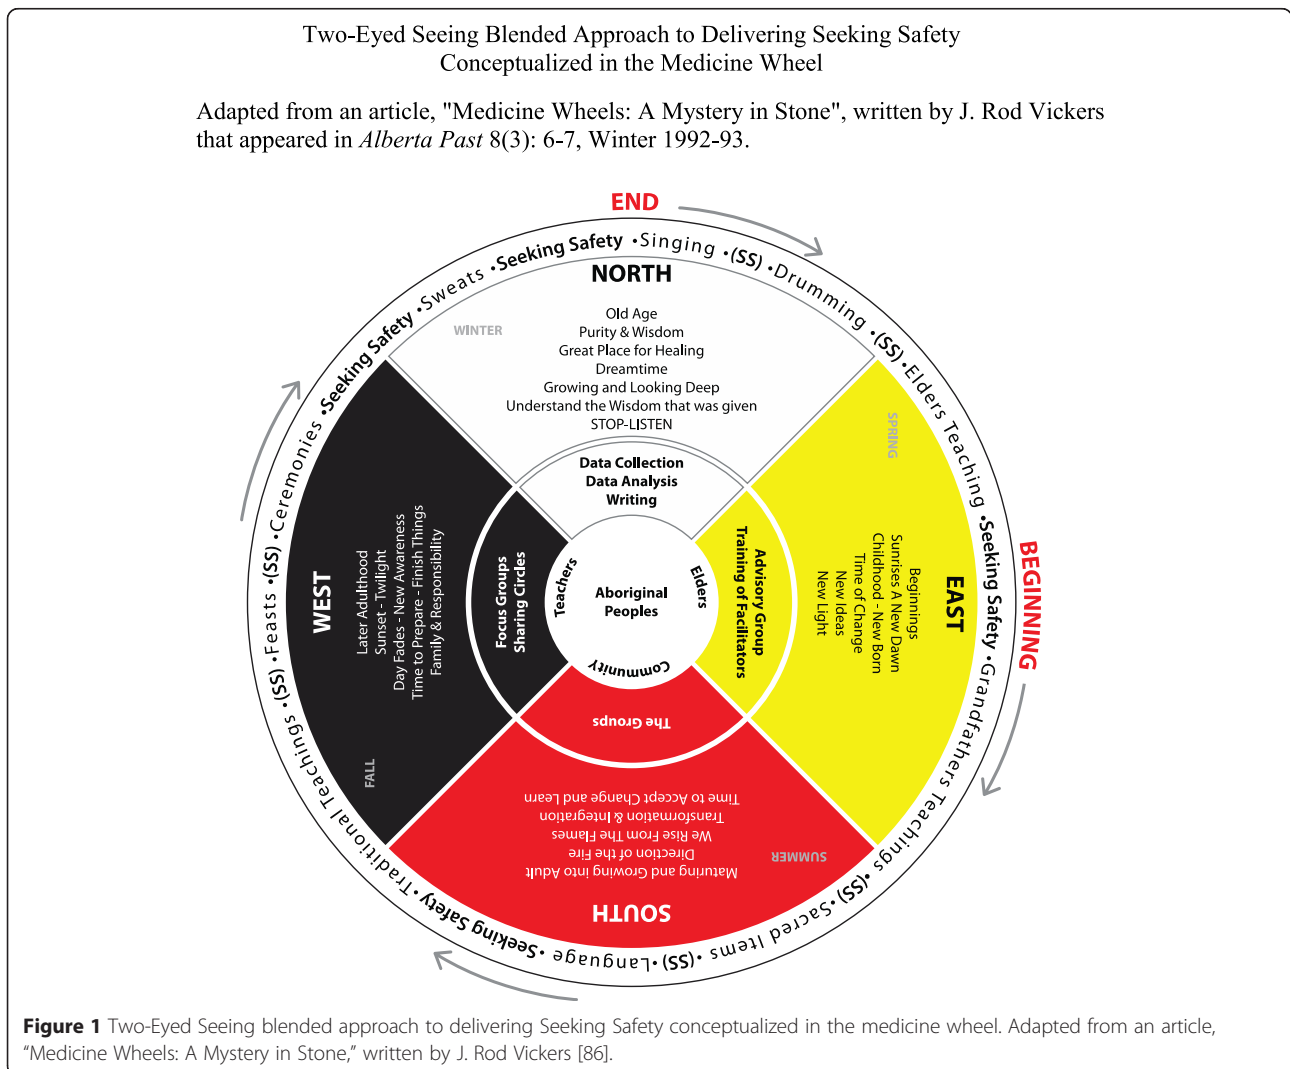 Two-Eyed Seeing Blended Approach to Delivering Seeking Safety
Conceptualized in the Medicine Wheel
Adapted from an article, "Medicine Wheels: A Mystery in Stone", written by J. Rod Vickers
that appeared in Alberta Past 8(3): 6-7, Winter 1992-93.
END
•Seeking Safety •Singing •(SS) •Drumming •(SS) •Elders Teaching •Seeking Safety •Grandfathers Teachings •(SS) •Sacred Items •(SS) •Language •Seeking Safety •Traditional Teachings •(SS) •Feasts •(SS) •Ceremonies •Seeking Safety •Sweats
NORTH
WINTER
Old Age
Purity & Wisdom
Great Place for Healing
Dreamtime
Growing and Looking Deep
Understand the Wisdom that was given
STOP-LISTEN
Data Collection
Data Analysis
Writing
BEGINNING
EAST
SPRING
Beginnings
Sunrises A New Dawn
Childhood - New Born
Time of Change
New Ideas
New Light
Advisory Group
Training of Facilitators
SOUTH
SUMMER
Maturing and Growing into Adult
Direction of the Fire
We Rise From The Flames
Transformation & Integration
Time to Accept Change and Learn
The Groups
WEST
FALL
Later Adulthood
Sunset - Twilight
Day Fades - New Awareness
Time to Prepare - Finish Things
Family & Responsibility
Focus Groups
Sharing Circles
Teachers
Elders
Community
Aboriginal
Peoples
Figure 1 Two-Eyed Seeing blended approach to delivering Seeking Safety conceptualized in the medicine wheel. Adapted from an article,
“Medicine Wheels: A Mystery in Stone,” written by J. Rod Vickers [86].